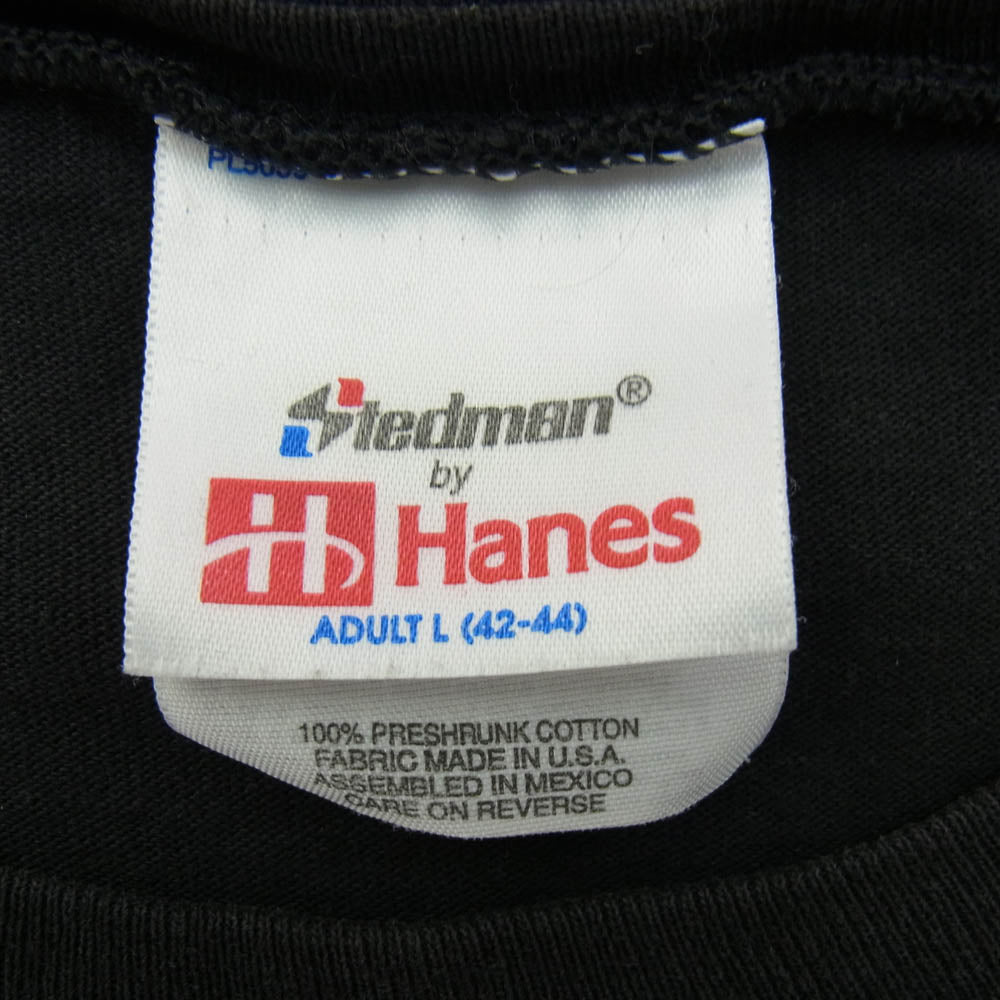 Stedman®
by
H Hanes
ADULT L (42-44)
100% PRESHRUNK COTTON
FABRIC MADE IN U.S.A.
ASSEMBLED IN MEXICO
CARE ON REVERSE